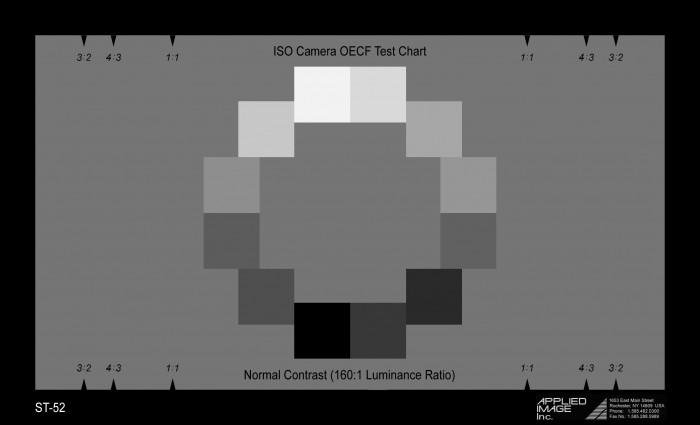 ISO Camera OECF Test Chart
3:2 4:3 1:1 1:1 4:3 3:2
3:2 4:3 1:1 1:1 4:3 3:2
Normal Contrast (160:1 Luminance Ratio)
ST-52
APPLIED
IMAGE
Inc.
1653 East Main Street
Rochester, NY 14609 USA
Phone: 1.585.482.0300
Fax No. 1.585.288.5989